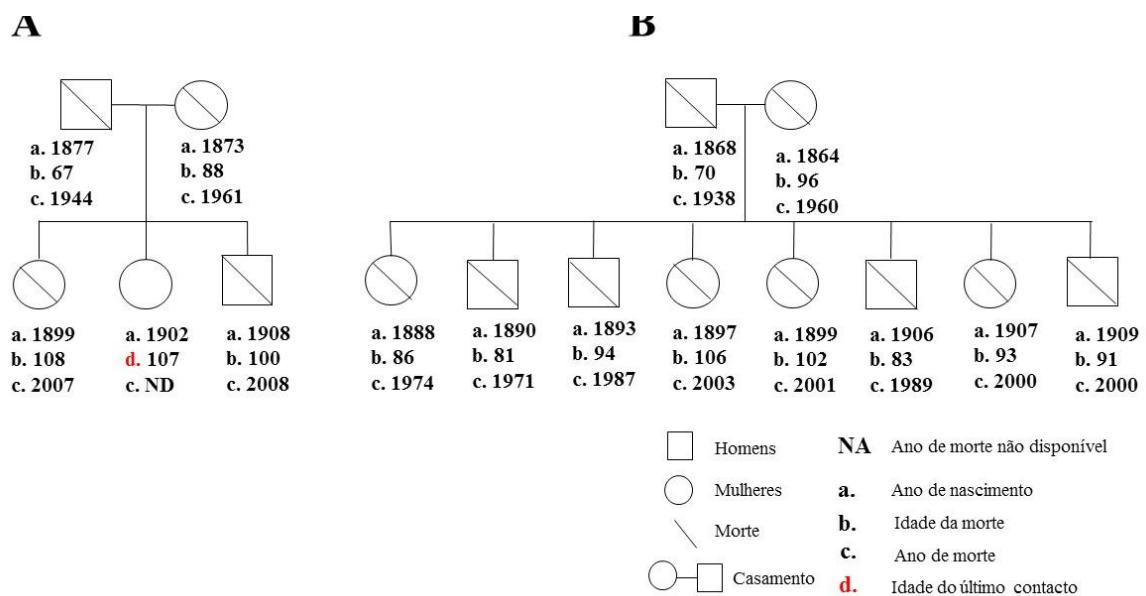 A
B
a. 1877
b. 67
c. 1944
a. 1873
b. 88
c. 1961
a. 1868
b. 70
c. 1938
a. 1864
b. 96
c. 1960
a. 1899
b. 108
c. 2007
a. 1902
d. 107
c. ND
a. 1908
b. 100
c. 2008
a. 1888
b. 86
c. 1974
a. 1890
b. 81
c. 1971
a. 1893
b. 94
c. 1987
a. 1897
b. 106
c. 2003
a. 1899
b. 102
c. 2001
a. 1906
b. 83
c. 1989
a. 1907
b. 93
c. 2000
a. 1909
b. 91
c. 2000
Homens
Mulheres
Morte
Casamento
NA Ano de morte não disponível
a. Ano de nascimento
b. Idade da morte
c. Ano de morte
d. Idade do último contacto